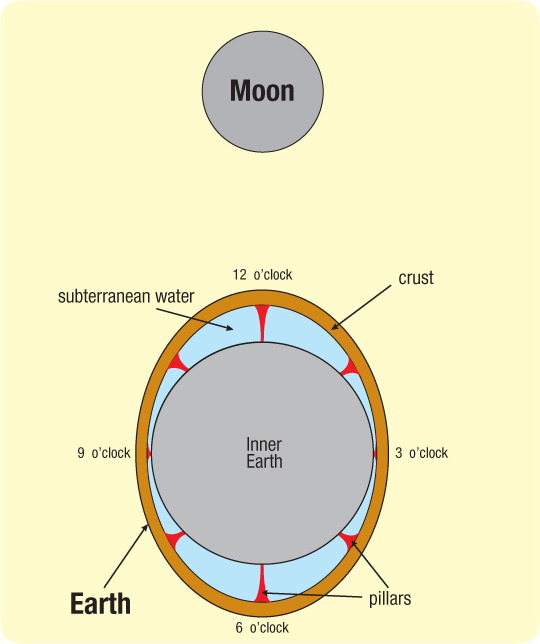 Moon
12 o'clock
subterranean water
crust
9 o'clock
Inner
Earth
3 o'clock
Earth
pillars
6 o'clock